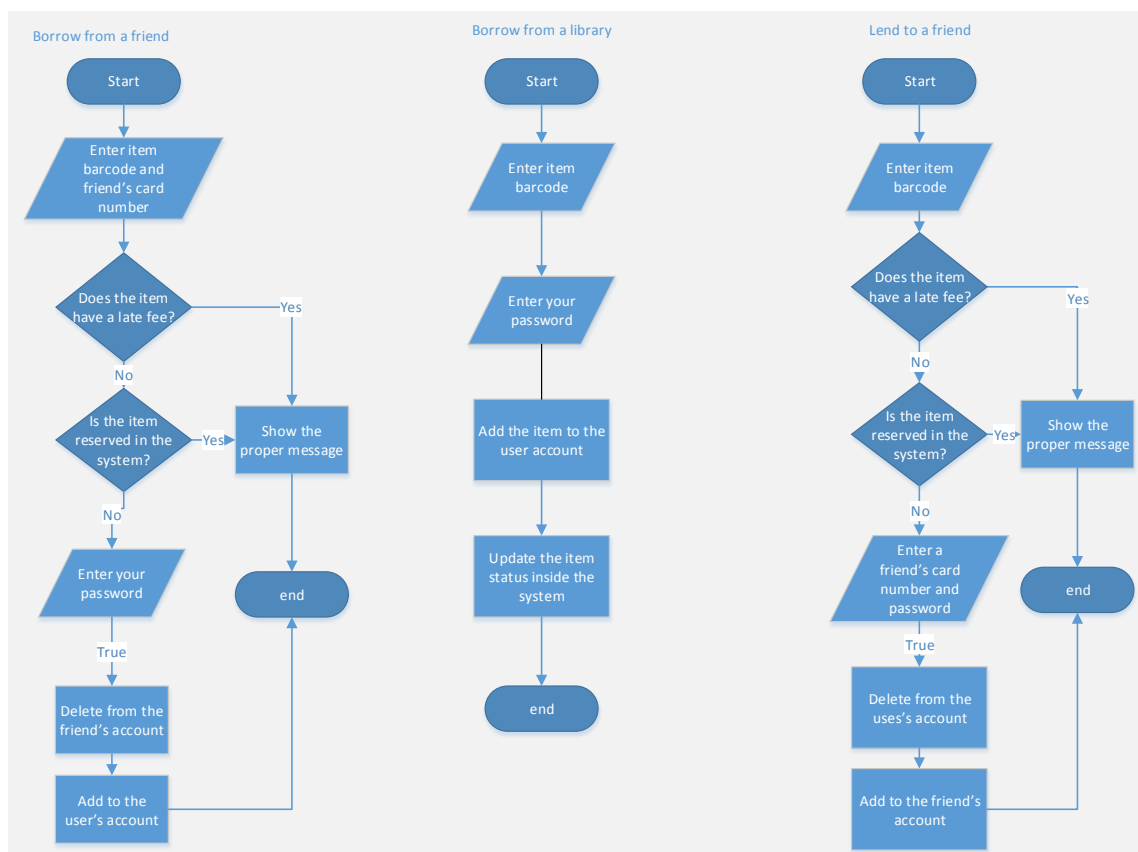 Borrow from a friend
Start
Enter item
barcode and
friend's card
number
Does the item
have a late fee?
Yes
No
Is the item
reserved in the
system?
Yes
Show the
proper message
No
Enter your
password
end
True
Delete from the
friend's account
Add to the
user's account
Borrow from a library
Start
Enter item
barcode
Enter your
password
Add the item to the
user account
Update the item
status inside the
system
end
Lend to a friend
Start
Enter item
barcode
Does the item
have a late fee?
Yes
No
Is the item
reserved in the
system?
Yes
Show the
proper message
No
Enter a
friend's card
number and
password
end
True
Delete from the
uses's account
Add to the friend's
account